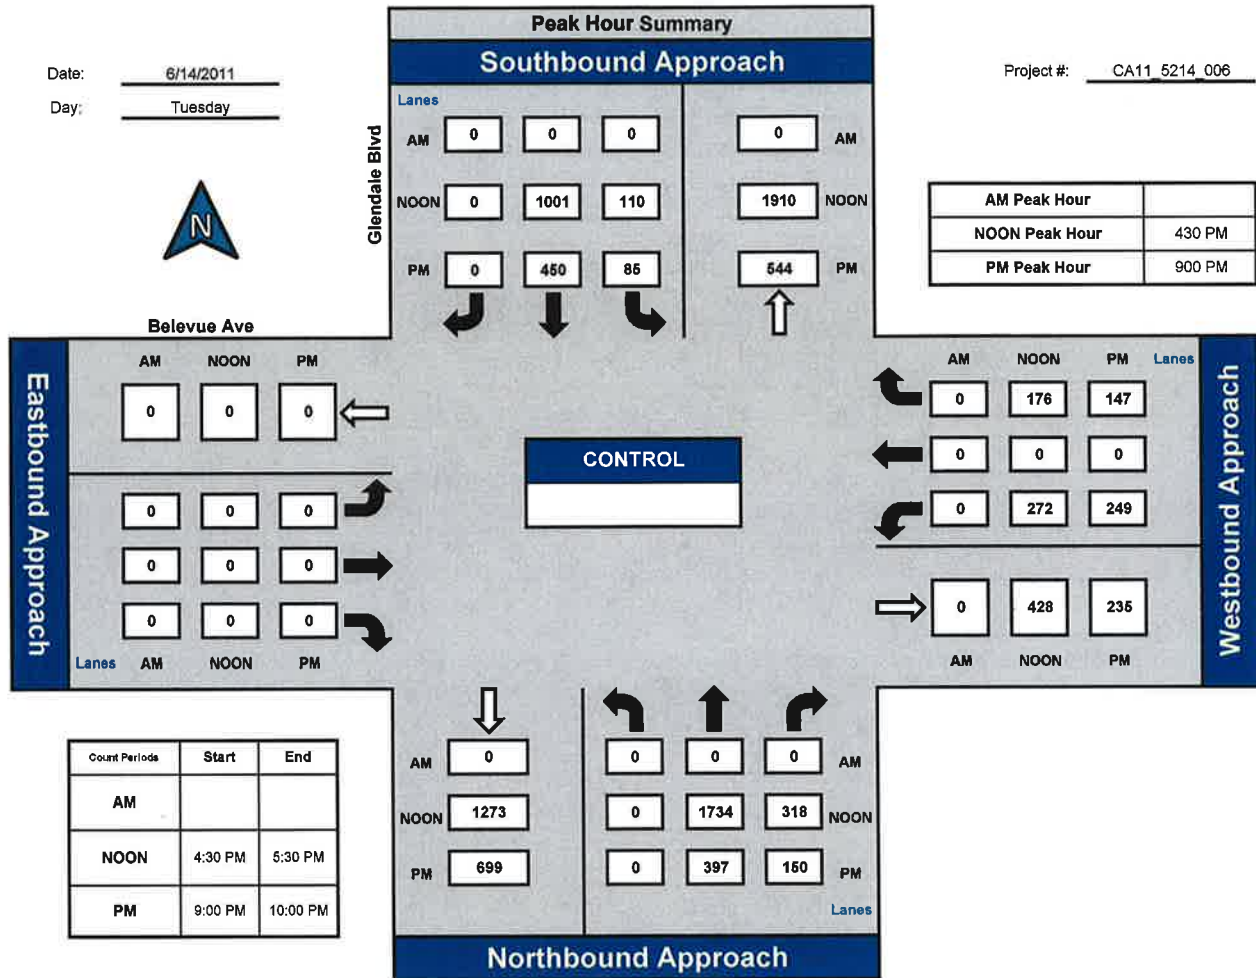 Peak Hour Summary
Southbound Approach
Date: 6/14/2011
Day: Tuesday
Project #: CA11_5214_006
N
Glendale Blvd
Lanes
AM 0 0 0 0 AM
NOON 0 1001 110 1910 NOON
PM 0 450 85 544 PM
AM Peak Hour
NOON Peak Hour 430 PM
PM Peak Hour 900 PM
Belevue Ave
Eastbound Approach
AM NOON PM
0 0 0
0 0 0
0 0 0
0 0 0
Lanes AM NOON PM
CONTROL
AM NOON PM Lanes
0 176 147
0 0 0
0 272 249
0 428 235
AM NOON PM
Westbound Approach
Count Periods Start End
AM
NOON 4:30 PM 5:30 PM
PM 9:00 PM 10:00 PM
AM 0 0 0 0 AM
NOON 1273 0 1734 318 NOON
PM 699 0 397 150 PM
Lanes
Northbound Approach